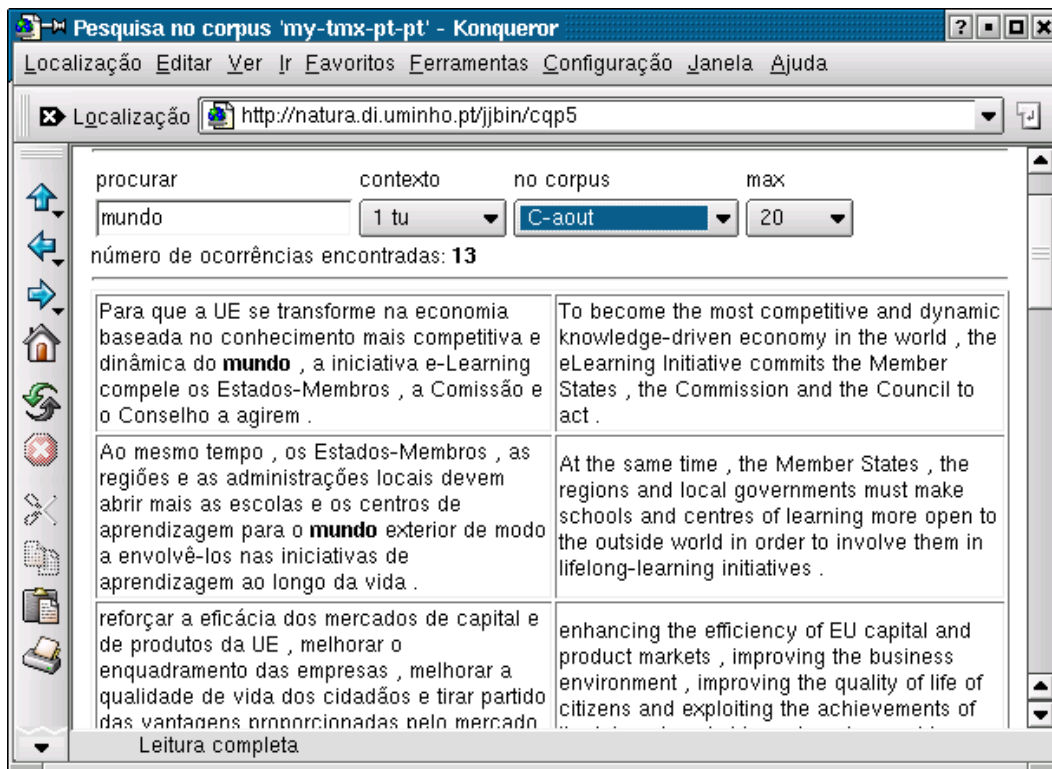 Pesquisa no corpus 'my-tmx-pt-pt' - Konqueror
Localização Editar Ver Ir Favoritos Ferramentas Configuração Janela Ajuda
Localização http://natura.di.uminho.pt/jjbin/cqp5
procurar contexto no corpus max
mundo 1 tu C-aout 20
número de ocorrências encontradas: 13
Para que a UE se transforme na economia
baseada no conhecimento mais competitiva e
dinâmica do mundo , a iniciativa e-Learning
compele os Estados-Membros , a Comissão e
o Conselho a agirem .
To become the most competitive and dynamic
knowledge-driven economy in the world , the
eLearning Initiative commits the Member
States , the Commission and the Council to
act .
Ao mesmo tempo , os Estados-Membros , as
regiões e as administrações locais devem
abrir mais as escolas e os centros de
aprendizagem para o mundo exterior de modo
a envolvê-los nas iniciativas de
aprendizagem ao longo da vida .
At the same time , the Member States , the
regions and local governments must make
schools and centres of learning more open to
the outside world in order to involve them in
lifelong-learning initiatives .
reforçar a eficácia dos mercados de capital e
de produtos da UE , melhorar o
enquadramento das empresas , melhorar a
qualidade de vida dos cidadãos e tirar partido
das vantagens proporcionadas pelo mercado
enhancing the efficiency of EU capital and
product markets , improving the business
environment , improving the quality of life of
citizens and exploiting the achievements of
Leitura completa